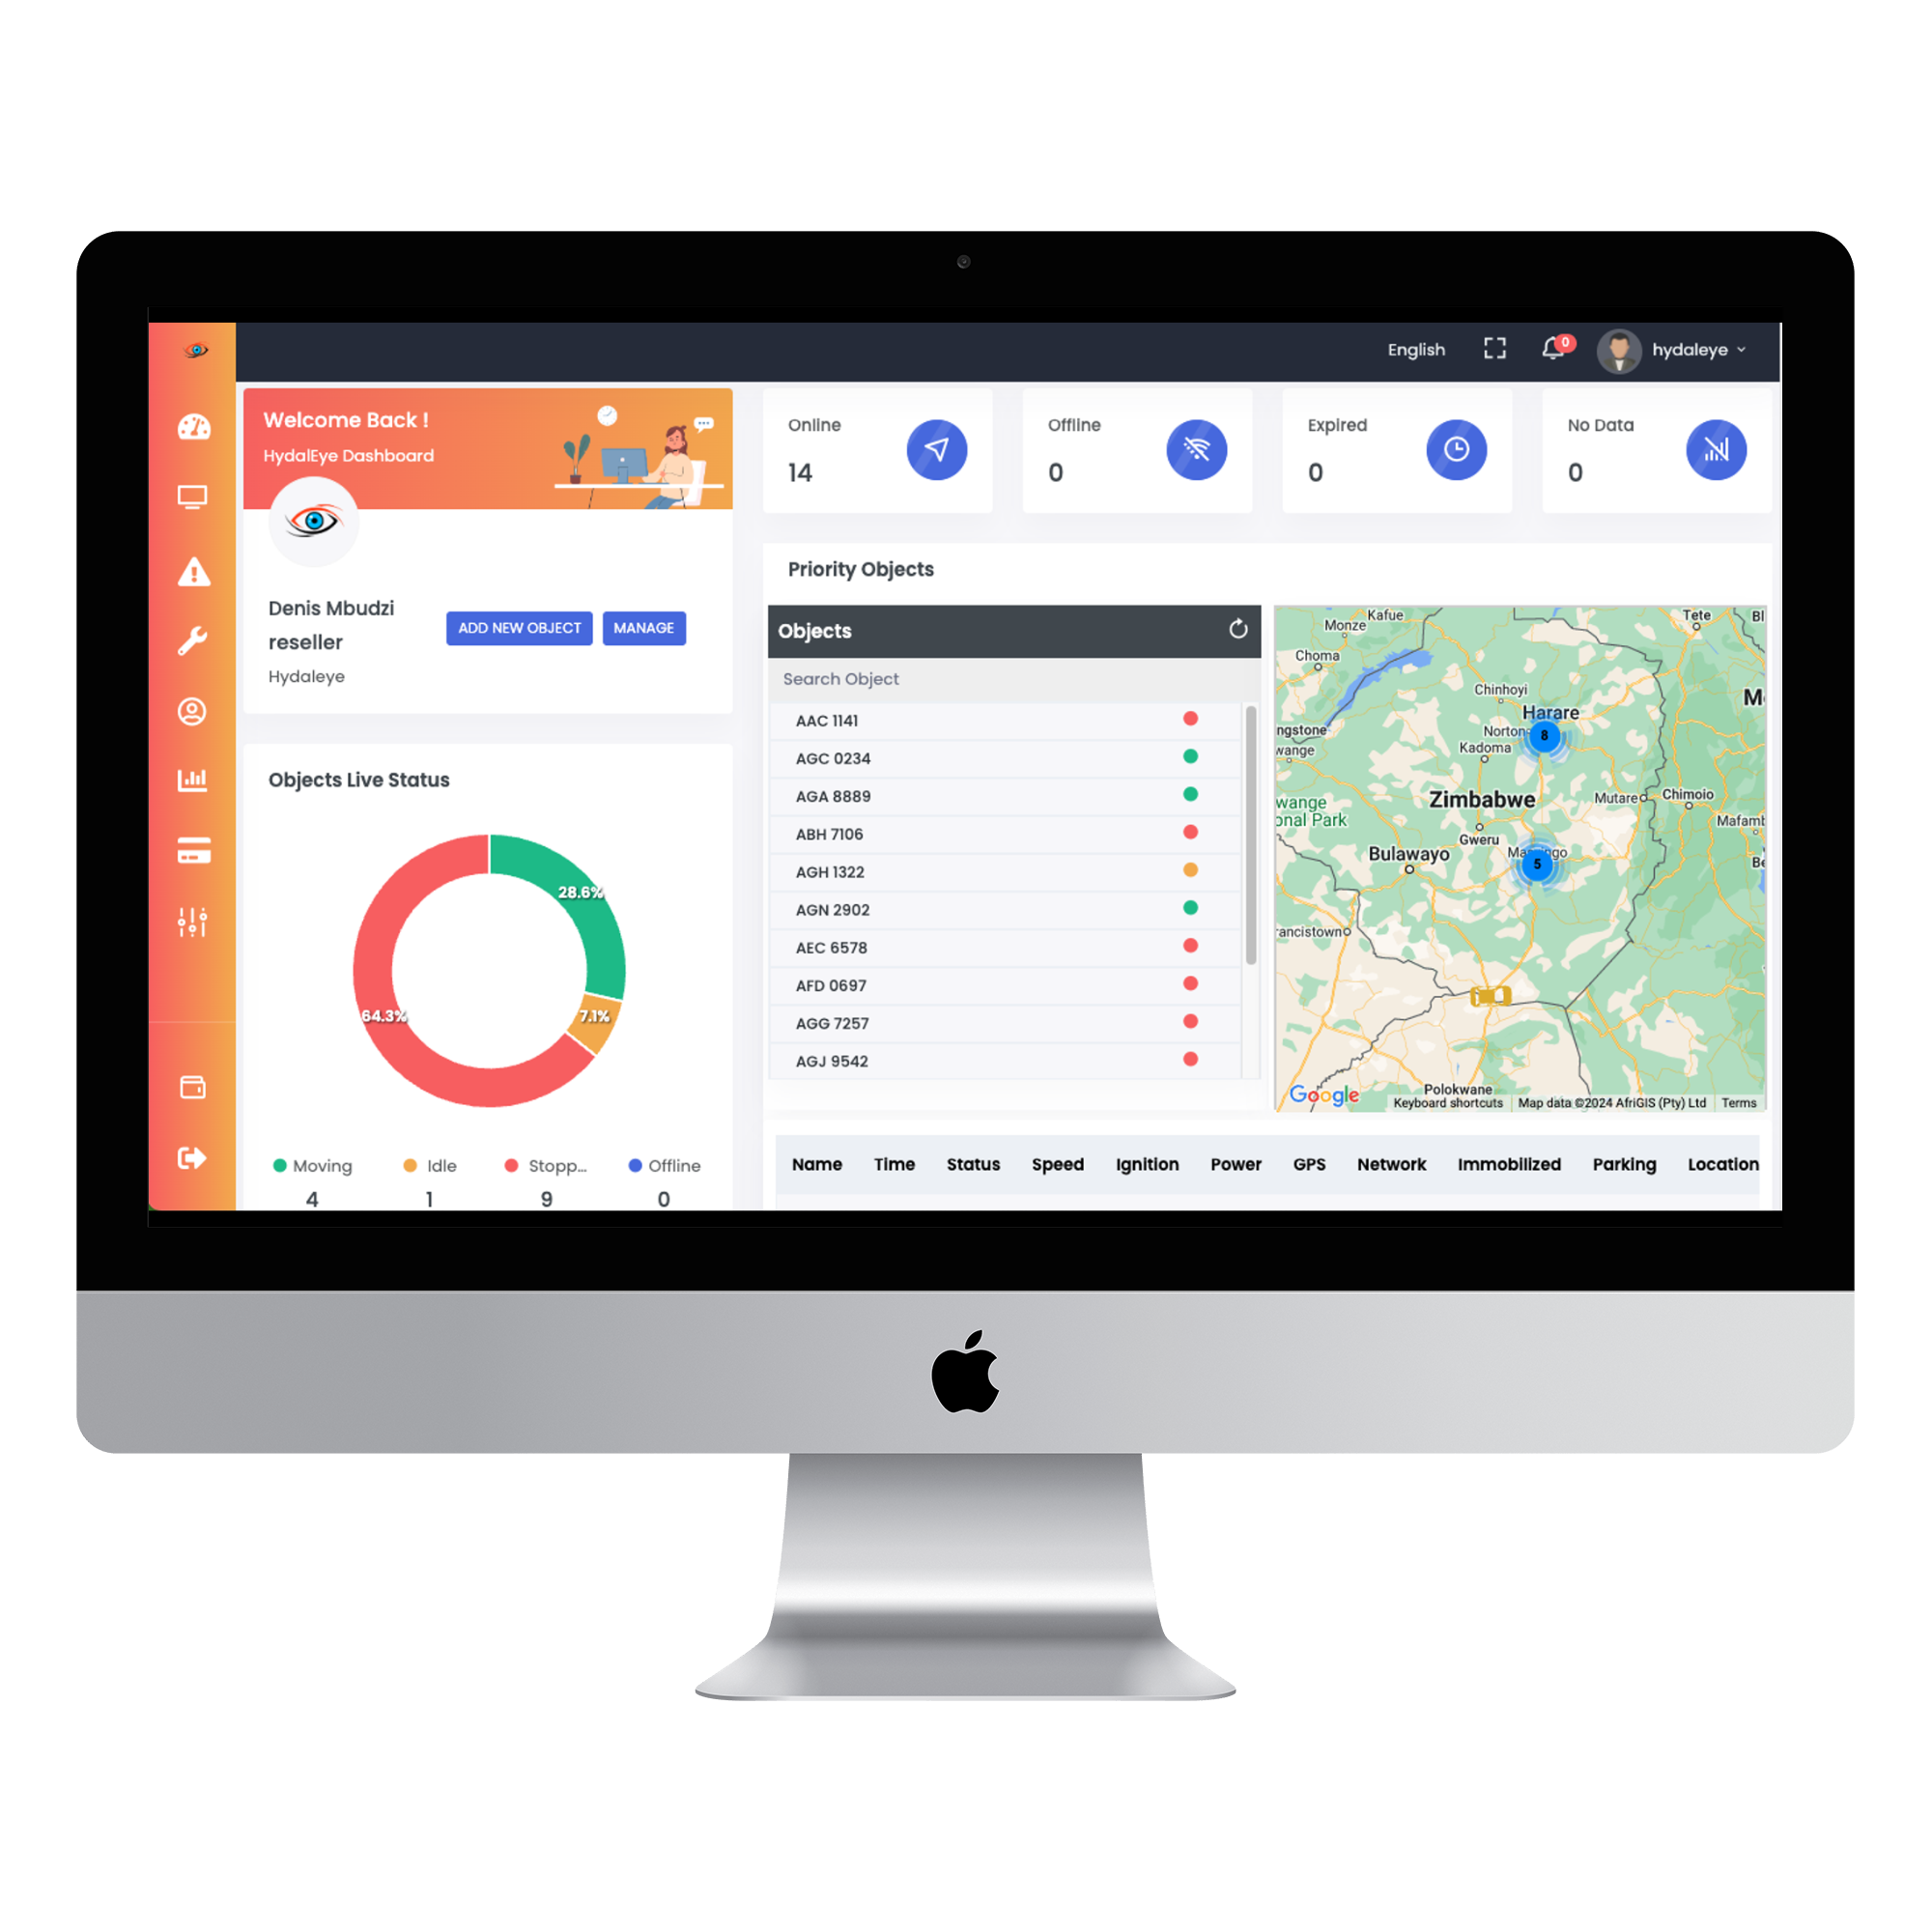 English
0
hydaleye
Welcome Back !
HydalEye Dashboard
Denis Mbudzi
reseller
Hydaleye
ADD NEW OBJECT
MANAGE
Objects Live Status
28.6%
7.1%
64.3%
Moving
4
Idle
1
Stopp...
9
Offline
0
Online
14
Offline
0
Expired
0
No Data
0
Priority Objects
Objects
Search Object
AAC 1141
AGC 0234
AGA 8889
ABH 7106
AGH 1322
AGN 2902
AEC 6578
AFD 0697
AGG 7257
AGJ 9542
Kafue
Tete
Bl
Monze
Choma
Chinhoyi
M
Harare
ngstone
Norton
8
wange
Kadoma
Zimbabwe
Mutare
Chimoio
wange
onal Park
Mafamb
Gweru
Bulawayo
5
Be
rancistown
Polokwane
Google
Keyboard shortcuts
Map data ©2024 AfriGIS (Pty) Ltd
Terms
Name Time Status Speed Ignition Power GPS Network Immobilized Parking Location